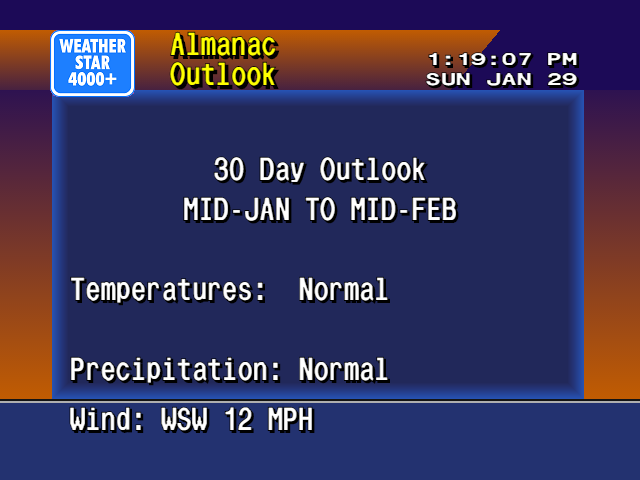 WEATHER
STAR
4000+
Almanac
Outlook
1:19:07 PM
SUN JAN 29
30 Day Outlook
MID-JAN TO MID-FEB
Temperatures: Normal
Precipitation: Normal
Wind: WSW 12 MPH